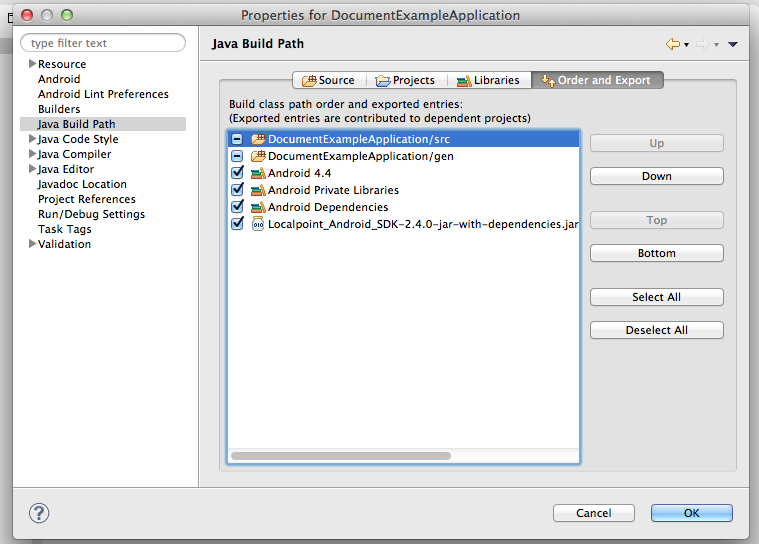 Properties for DocumentExampleApplication
type filter text
Resource
Android
Android Lint Preferences
Builders
Java Build Path
Java Code Style
Java Compiler
Java Editor
Javadoc Location
Project References
Run/Debug Settings
Task Tags
Validation
Java Build Path
Source
Projects
Libraries
Order and Export
Build class path order and exported entries:
(Exported entries are contributed to dependent projects)
DocumentExampleApplication/src
DocumentExampleApplication/gen
Android 4.4
Android Private Libraries
Android Dependencies
Localpoint_Android_SDK-2.4.0-jar-with-dependencies.jar
Up
Down
Top
Bottom
Select All
Deselect All
?
Cancel
OK